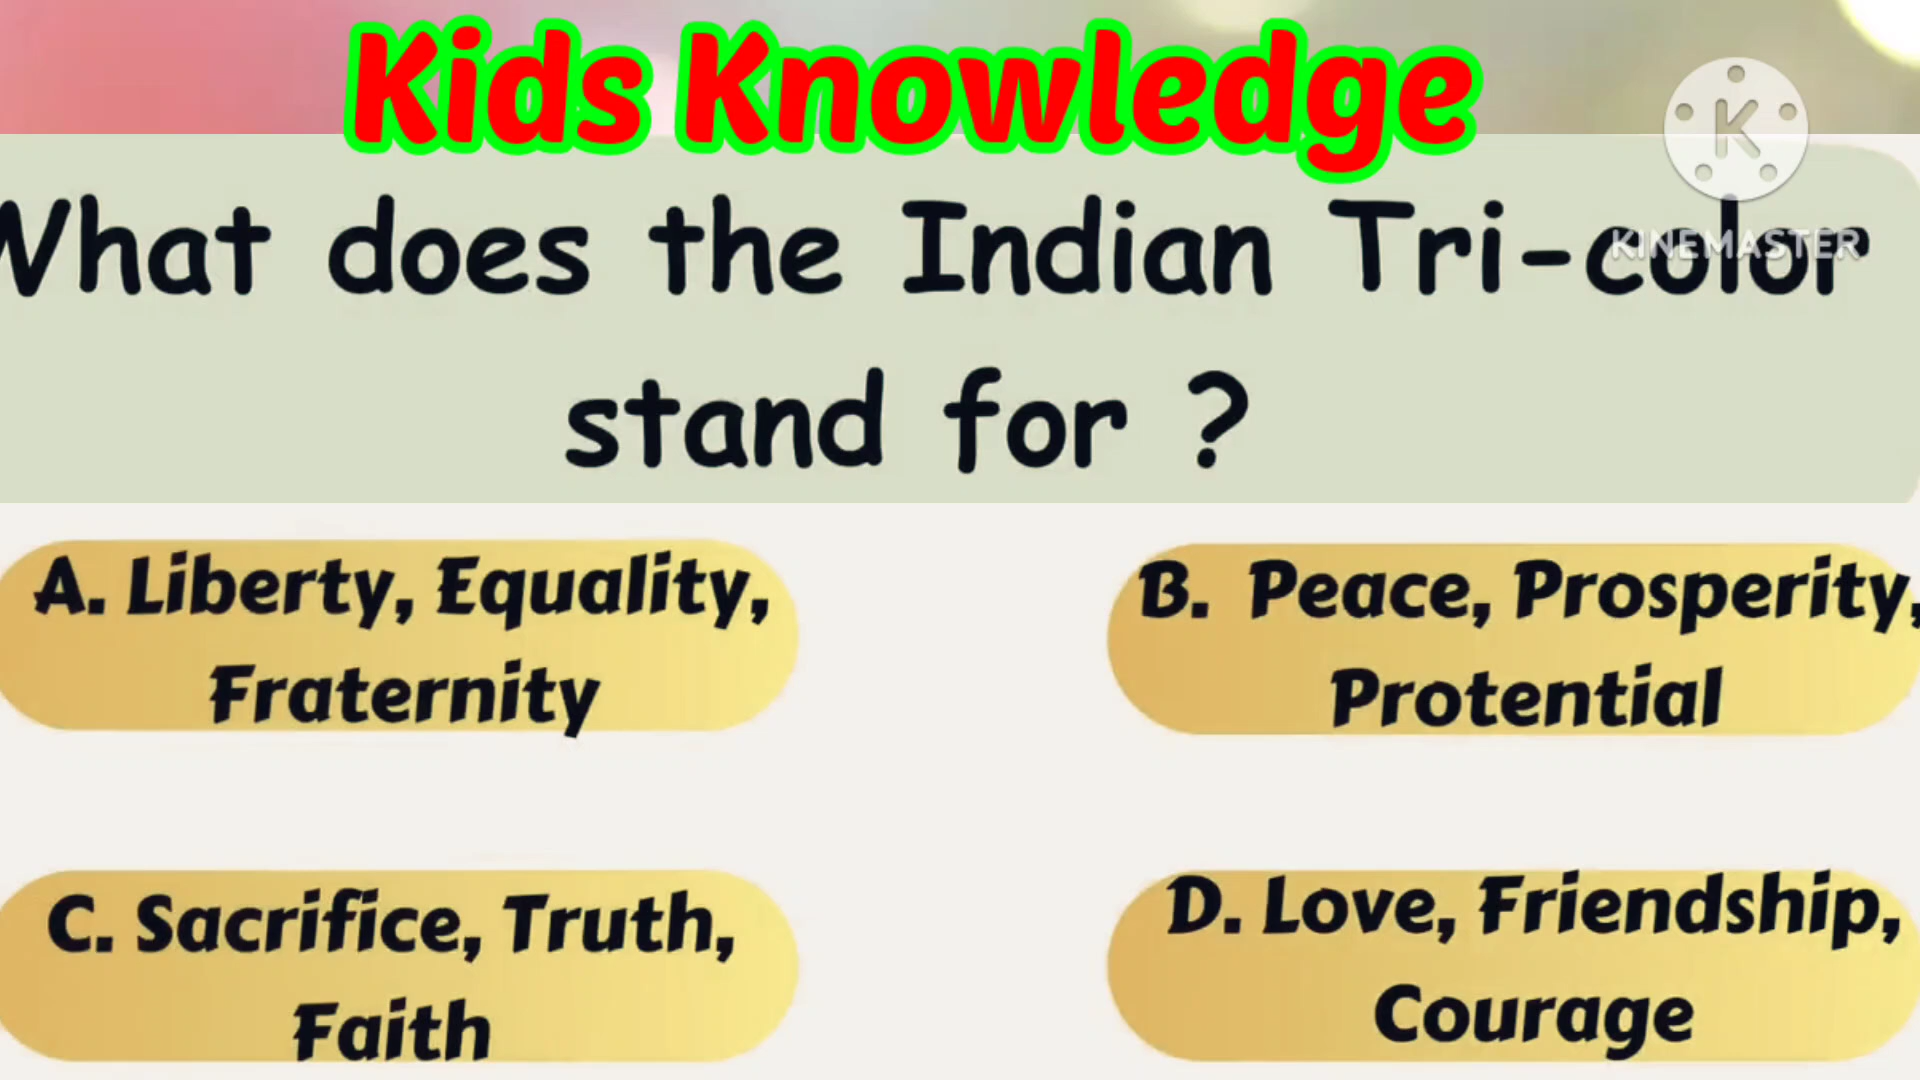 Kids Knowledge
K
KINEMASTER
What does the Indian Tri-color
stand for ?
A. Liberty, Equality,
Fraternity
B. Peace, Prosperity,
Protential
C. Sacrifice, Truth,
Faith
D. Love, Friendship,
Courage